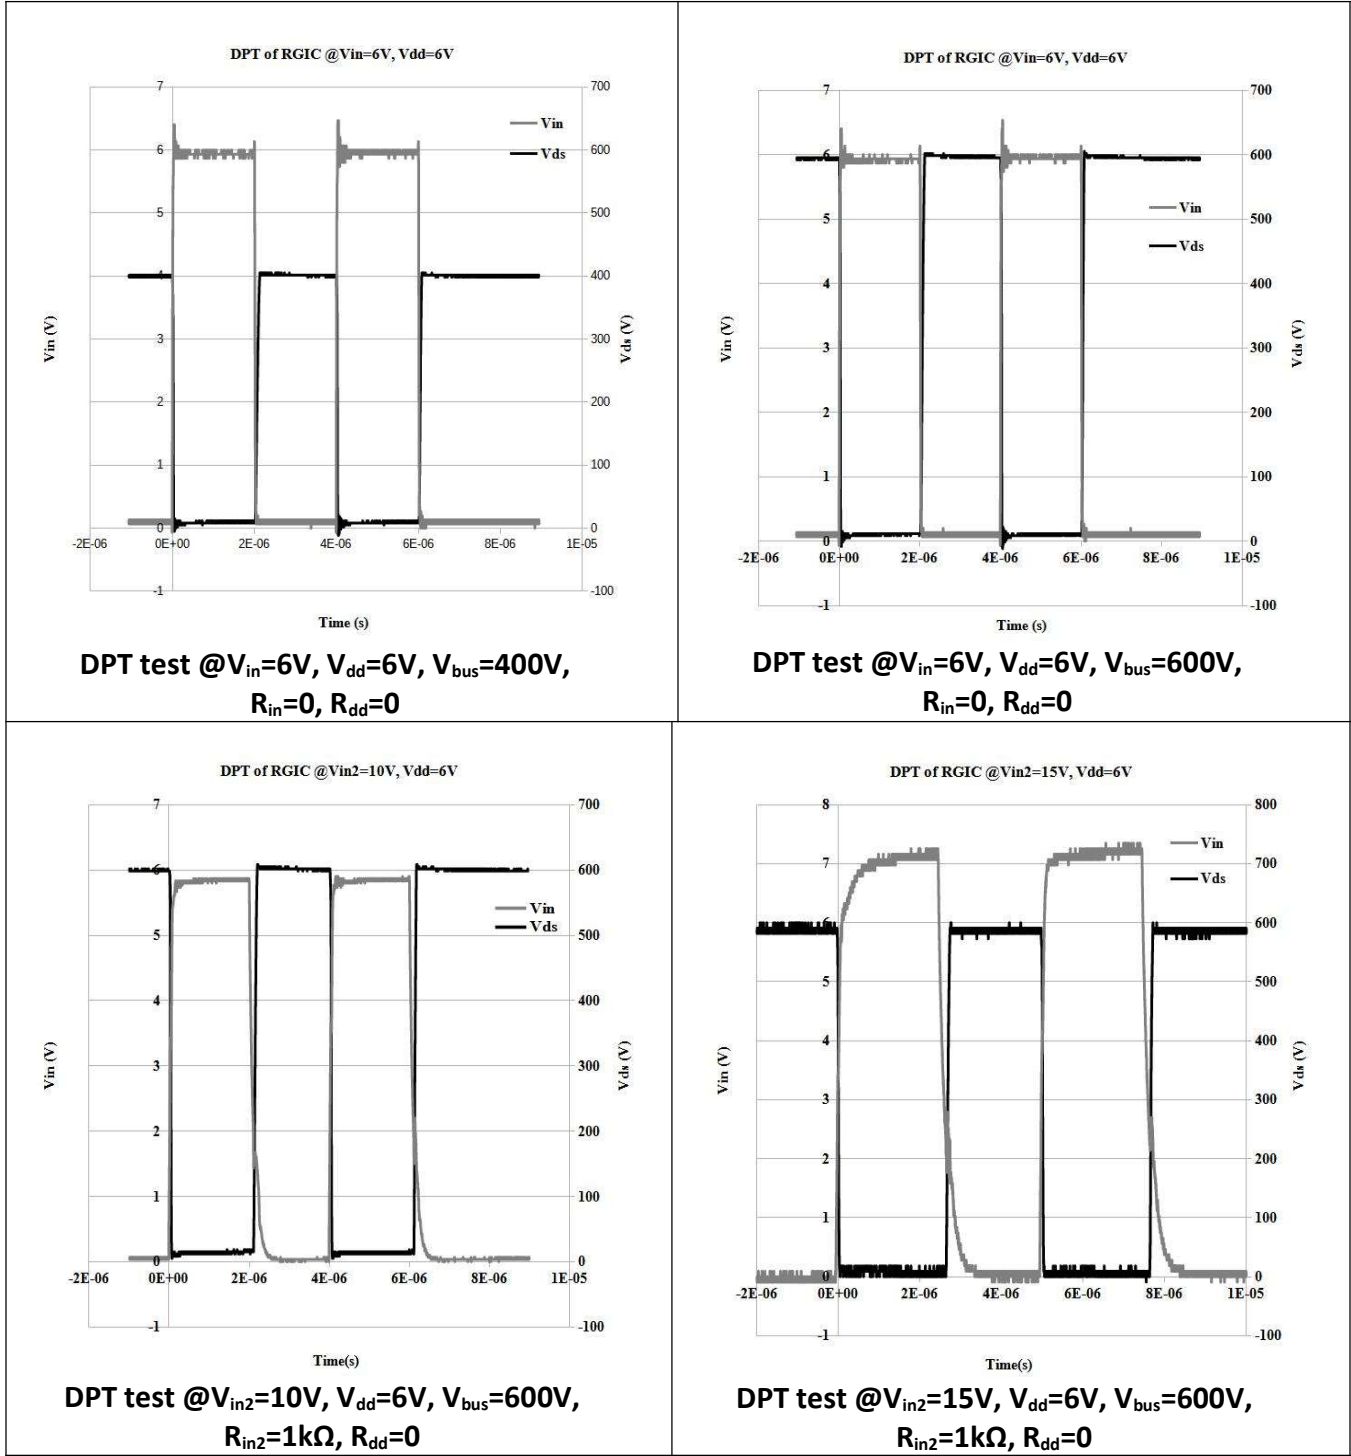 DPT of RGIC @Vin=6V, Vdd=6V
7
6
5
4
3
2
1
0
-1
700
600
500
400
300
200
100
0
-100
Vin
Vds
Vin (V)
Vds (V)
-2E-06 0E+00 2E-06 4E-06 6E-06 8E-06 1E-05
Time (s)
DPT test @Vin=6V, Vdd=6V, Vbus=400V,
Rin=0, Rdd=0
DPT of RGIC @Vin=6V, Vdd=6V
7
6
5
4
3
2
1
0
-1
700
600
500
400
300
200
100
0
-100
Vin
Vds
Vin (V)
Vds (V)
-2E-06 0E+00 2E-06 4E-06 6E-06 8E-06 1E-05
Time (s)
DPT test @Vin=6V, Vdd=6V, Vbus=600V,
Rin=0, Rdd=0
DPT of RGIC @Vin2=10V, Vdd=6V
7
6
5
4
3
2
1
0
-1
700
600
500
400
300
200
100
0
-100
Vin
Vds
Vin (V)
Vds (V)
-2E-06 0E+00 2E-06 4E-06 6E-06 8E-06 1E-05
Time(s)
DPT test @Vin2=10V, Vdd=6V, Vbus=600V,
Rin2=1kΩ, Rdd=0
DPT of RGIC @Vin2=15V, Vdd=6V
8
7
6
5
4
3
2
1
0
-1
800
700
600
500
400
300
200
100
0
-100
Vin
Vds
Vin (V)
Vds (V)
-2E-06 0E+00 2E-06 4E-06 6E-06 8E-06 1E-05
Time(s)
DPT test @Vin2=15V, Vdd=6V, Vbus=600V,
Rin2=1kΩ, Rdd=0